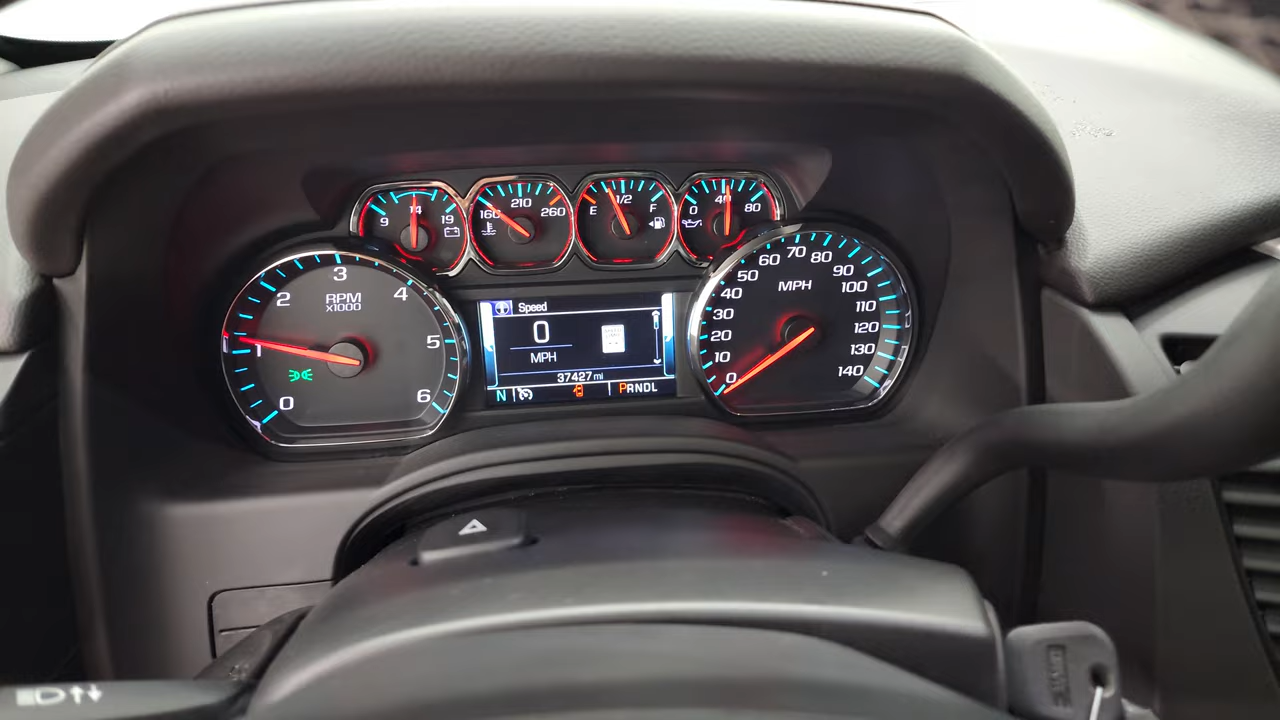 9 14 19
160 210 260
E 1/2 F
0 40 80
0 1 2 3 4 5 6
RPM
X1000
Speed
0
MPH
37427 mi
N PRNDL
MPH
0 10 20 30 40 50 60 70 80 90 100 110 120 130 140